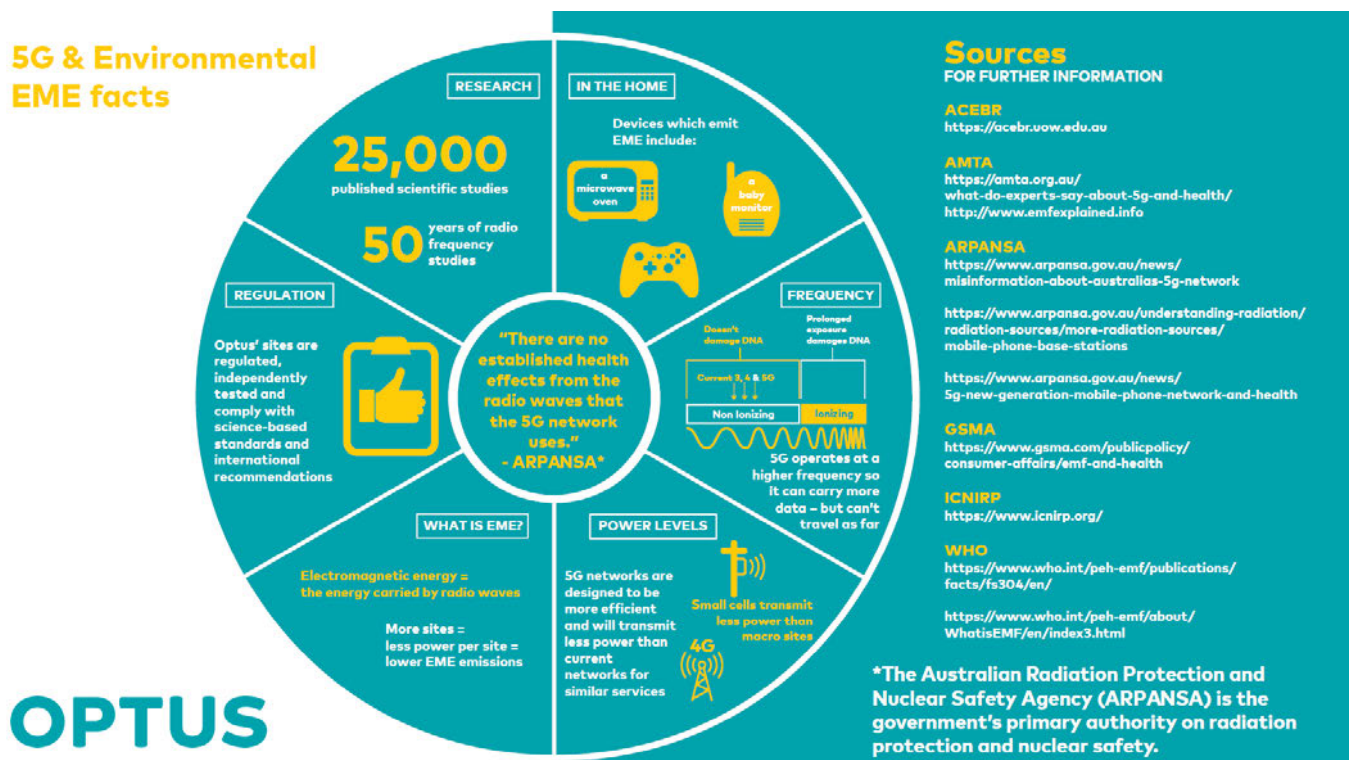 5G & Environmental
EME facts
RESEARCH
25,000
published scientific studies
50
years of radio
frequency
studies
IN THE HOME
Devices which emit
EME include:
a
microwave
oven
a
baby
monitor
REGULATION
Optus' sites are
regulated,
independently
tested and
comply with
science-based
standards and
international
recommendations
"There are no
established health
effects from the
radio waves that
the 5G network
uses."
- ARPANSA*
FREQUENCY
Doesn't
damage DNA
Prolonged
exposure
damages DNA
Current 3, 4 & 5G
Non Ionizing
Ionizing
5G operates at a
higher frequency so
it can carry more
data – but can't
travel as far
WHAT IS EME?
Electromagnetic energy =
the energy carried by radio waves
More sites =
less power per site =
lower EME emissions
POWER LEVELS
5G networks are
designed to be
more efficient
and will transmit
less power than
current
networks for
similar services
Small cells transmit
less power than
macro sites
4G
OPTUS
Sources
FOR FURTHER INFORMATION
ACEBR
https://acebr.uow.edu.au
AMTA
https://amta.org.au/
what-do-experts-say-about-5g-and-health/
http://www.emfexplained.info
ARPANSA
https://www.arpansa.gov.au/news/
misinformation-about-australias-5g-network
https://www.arpansa.gov.au/understanding-radiation/
radiation-sources/more-radiation-sources/
mobile-phone-base-stations
https://www.arpansa.gov.au/news/
5g-new-generation-mobile-phone-network-and-health
GSMA
https://www.gsma.com/publicpolicy/
consumer-affairs/emf-and-health
ICNIRP
https://www.icnirp.org/
WHO
https://www.who.int/peh-emf/publications/
facts/fs304/en/
https://www.who.int/peh-emf/about/
WhatisEMF/en/index3.html
*The Australian Radiation Protection and
Nuclear Safety Agency (ARPANSA) is the
government's primary authority on radiation
protection and nuclear safety.